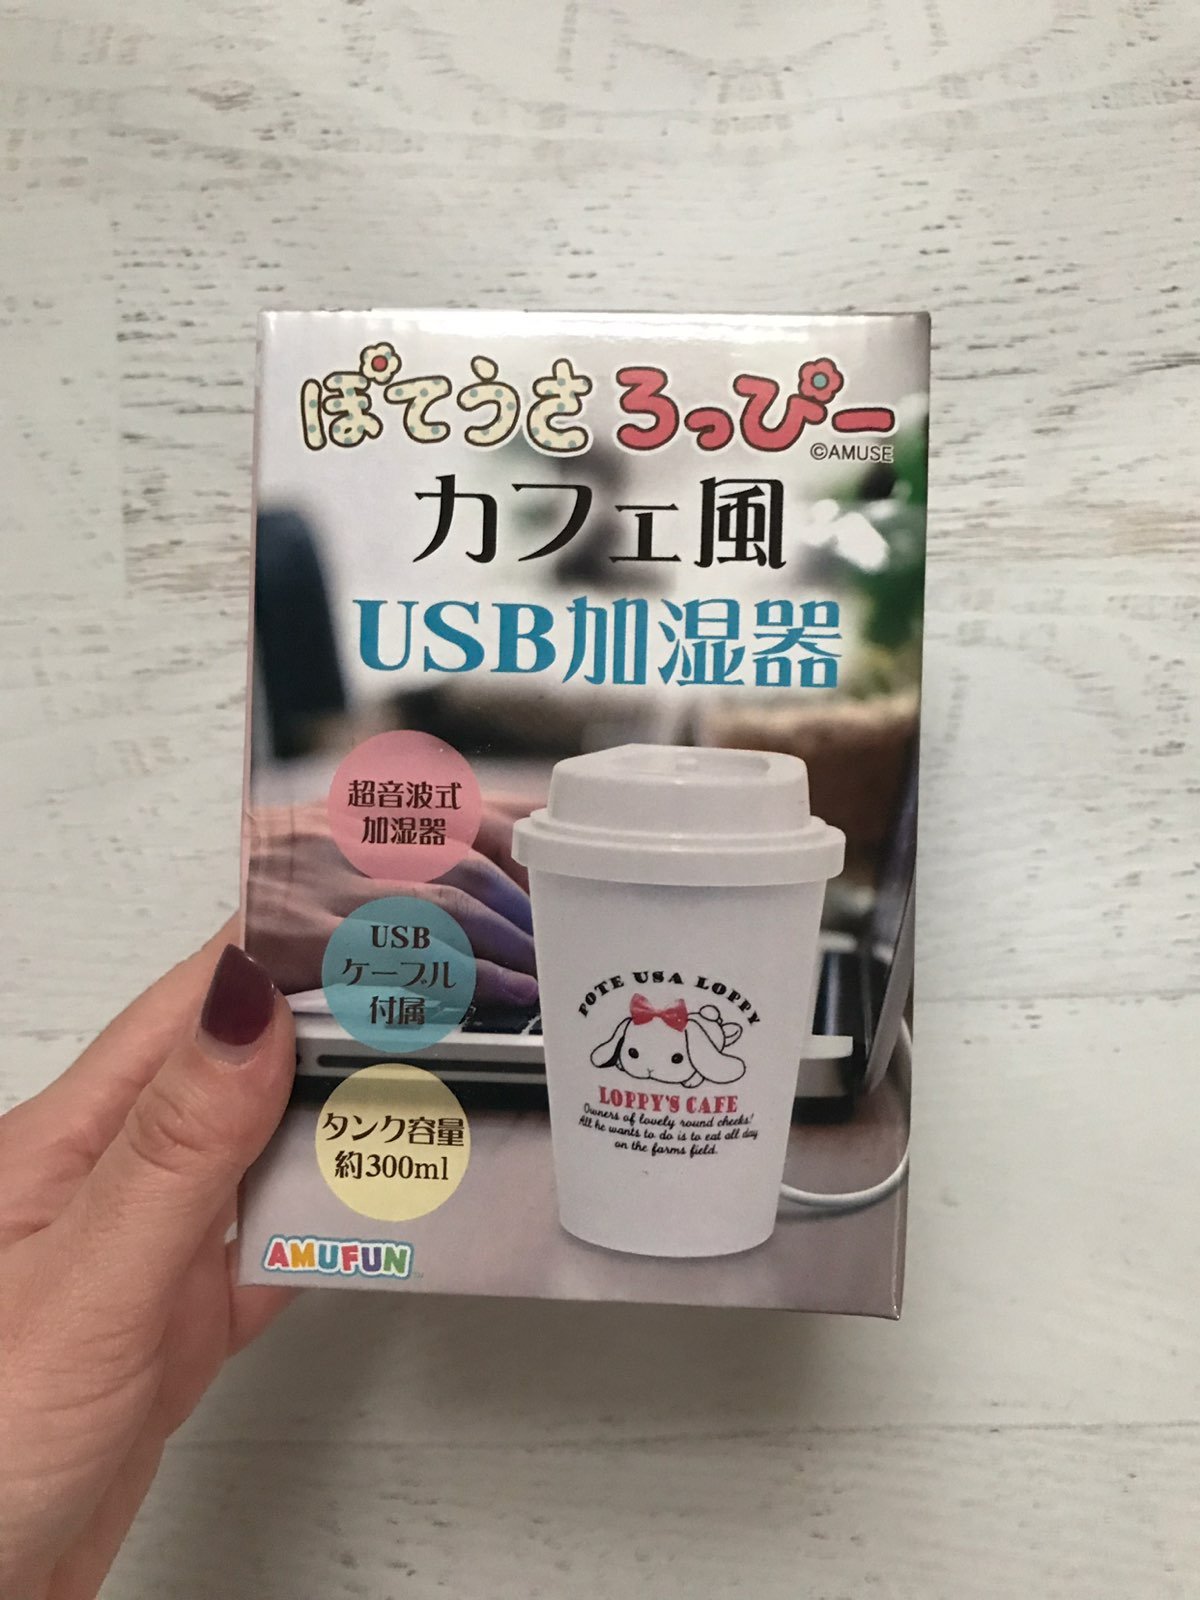 ぽてうさ ろっぴー
©AMUSE
カフェ風
USB加湿器
超音波式
加湿器
USB
ケーブル
付属
タンク容量
約300ml
POTE USA LOPPY
LOPPY'S CAFE
Owners of lovely round cheeks!
All he wants to do is to eat all day
on the farms field.
AMUFUN